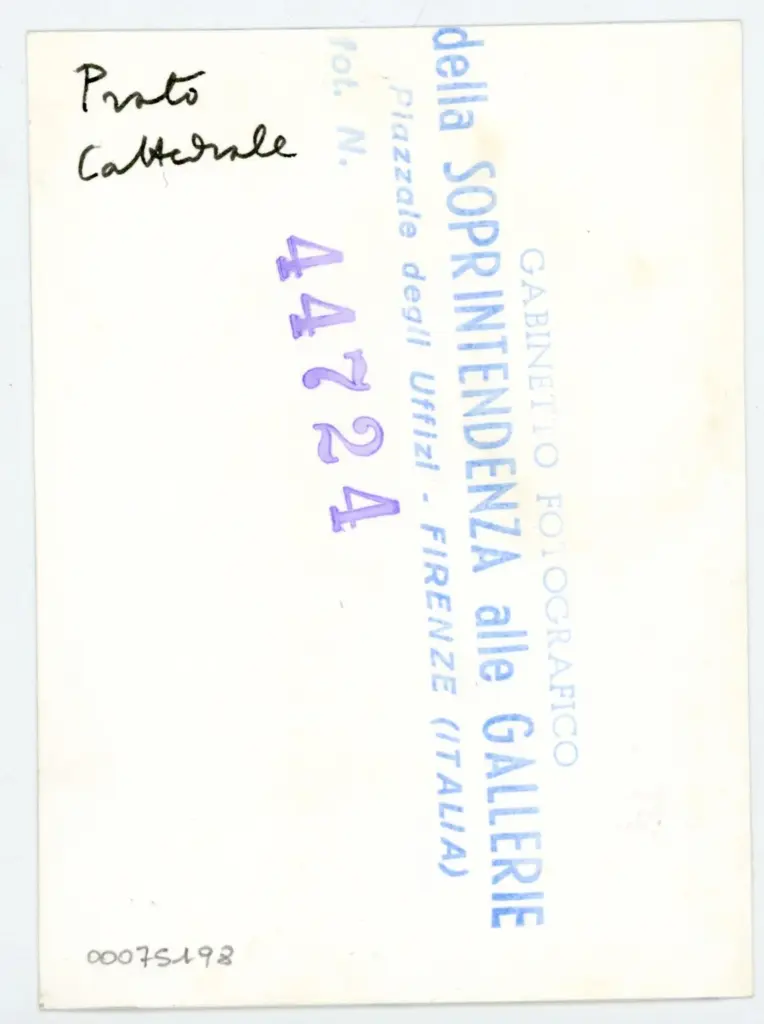 Prato
Cattedrale
GABINETTO FOTOGRAFICO
della SOPRINTENDENZA alle GALLERIE
Piazzale degli Uffizi - FIRENZE (ITALIA)
fot. N.
44724
00075198